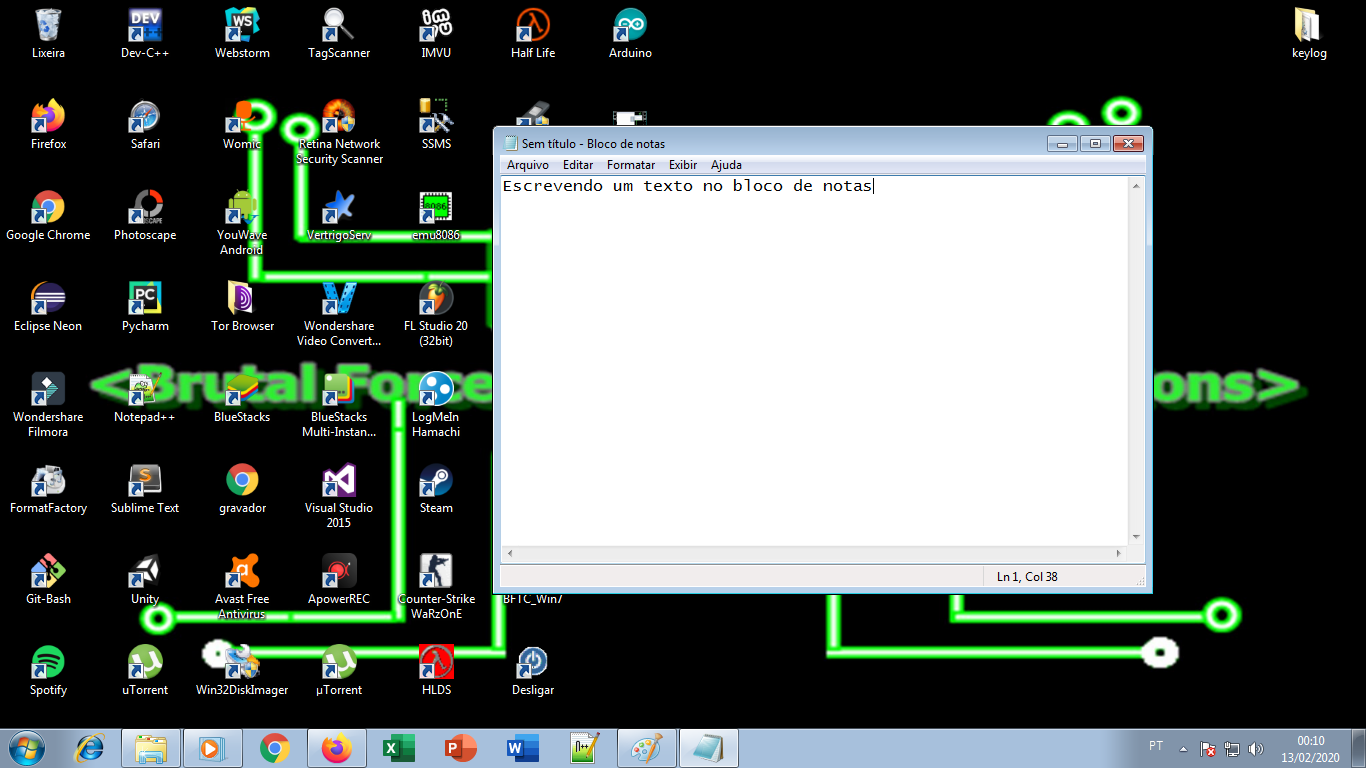 Lixeira
Dev-C++
Webstorm
TagScanner
IMVU
Half Life
Arduino
keylog
Firefox
Safari
Womic
Retina Network
Security Scanner
SSMS
Google Chrome
Photoscape
YouWave
Android
VertrigoServ
emu8086
Eclipse Neon
Pycharm
Tor Browser
Wondershare
Video Convert...
FL Studio 20
(32bit)
Wondershare
Filmora
Notepad++
BlueStacks
BlueStacks
Multi-Instan...
LogMeIn
Hamachi
FormatFactory
Sublime Text
gravador
Visual Studio
2015
Steam
Git-Bash
Unity
Avast Free
Antivirus
ApowerREC
Counter-Strike
WaRzOnE
BFTC_Win7
Spotify
uTorrent
Win32DiskImager
µTorrent
HLDS
Desligar
<Brutal Force
ons>
Sem título - Bloco de notas
Arquivo Editar Formatar Exibir Ajuda
Escrevendo um texto no bloco de notas
Ln 1, Col 38
PT
00:10
13/02/2020